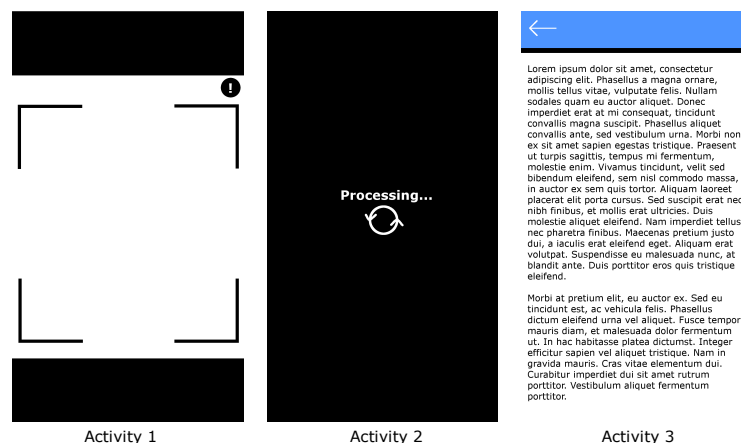 !
Processing...
Lorem ipsum dolor sit amet, consectetur
adipiscing elit. Phasellus a magna ornare,
mollis tellus vitae, vulputate felis. Nullam
sodales quam eu auctor aliquet. Donec
imperdiet erat at mi consequat, tincidunt
convallis magna suscipit. Phasellus aliquet
convallis ante, sed vestibulum urna. Morbi non
ex sit amet sapien egestas tristique. Praesent
ut turpis sagittis, tempus mi fermentum,
molestie enim. Vivamus tincidunt, velit sed
bibendum eleifend, sem nisl commodo massa,
in auctor ex sem quis tortor. Aliquam laoreet
placerat elit porta cursus. Sed suscipit erat nec
nibh finibus, et mollis erat ultricies. Duis
molestie aliquet eleifend. Nam imperdiet tellus
nec pharetra finibus. Maecenas pretium justo
dui, a iaculis erat eleifend eget. Aliquam erat
volutpat. Suspendisse eu malesuada nunc, at
blandit ante. Duis porttitor eros quis tristique
eleifend.
Morbi at pretium elit, eu auctor ex. Sed eu
tincidunt est, ac vehicula felis. Phasellus
dictum eleifend urna vel aliquet. Fusce tempor
mauris diam, et malesuada dolor fermentum
ut. In hac habitasse platea dictumst. Integer
efficitur sapien vel aliquet tristique. Nam in
gravida mauris. Cras vitae elementum dui.
Curabitur imperdiet dui sit amet rutrum
porttitor. Vestibulum aliquet fermentum
porttitor.
Activity 1
Activity 2
Activity 3